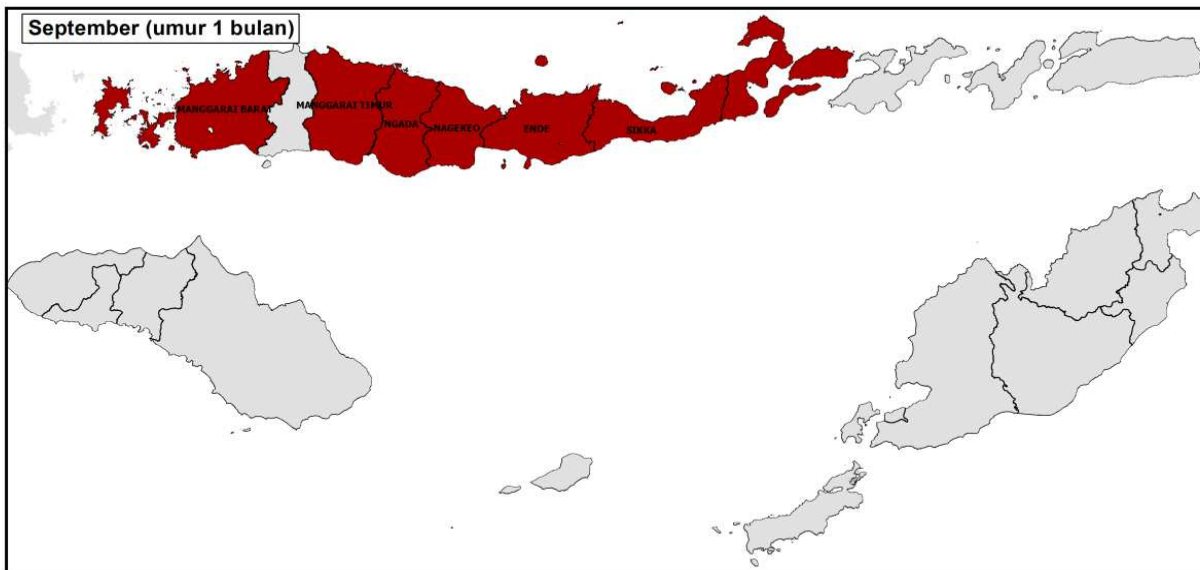 September (umur 1 bulan)
MANGGARAI BARAT
MANGGARAI TIMUR
NGADA
NAGEKEO
ENDE
SIKKA